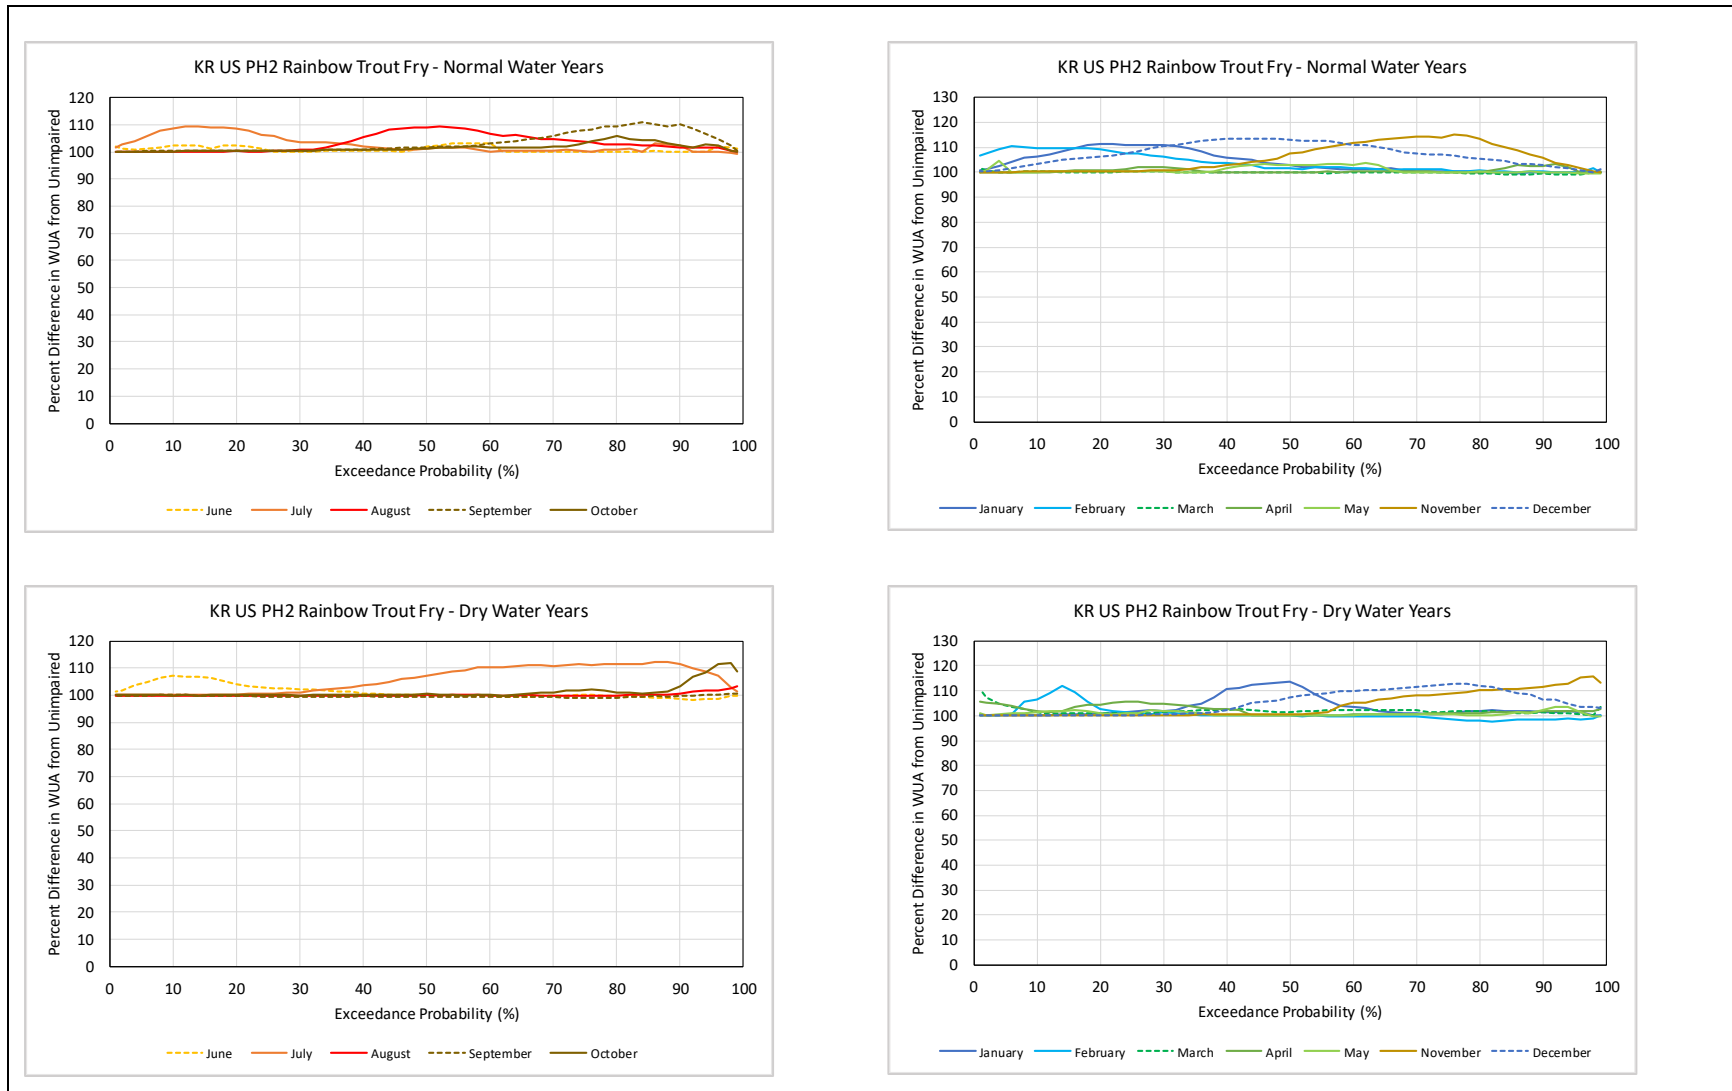 KR US PH2 Rainbow Trout Fry - Normal Water Years
Percent Difference in WUA from Unimpaired
120
110
100
90
80
70
60
50
40
30
20
10
0
0 10 20 30 40 50 60 70 80 90 100
Exceedance Probability (%)
June July August September October
KR US PH2 Rainbow Trout Fry - Normal Water Years
Percent Difference in WUA from Unimpaired
130
120
110
100
90
80
70
60
50
40
30
20
10
0
0 10 20 30 40 50 60 70 80 90 100
Exceedance Probability (%)
January February March April May November December
KR US PH2 Rainbow Trout Fry - Dry Water Years
Percent Difference in WUA from Unimpaired
120
110
100
90
80
70
60
50
40
30
20
10
0
0 10 20 30 40 50 60 70 80 90 100
Exceedance Probability (%)
June July August September October
KR US PH2 Rainbow Trout Fry - Dry Water Years
Percent Difference in WUA from Unimpaired
130
120
110
100
90
80
70
60
50
40
30
20
10
0
0 10 20 30 40 50 60 70 80 90 100
Exceedance Probability (%)
January February March April May November December